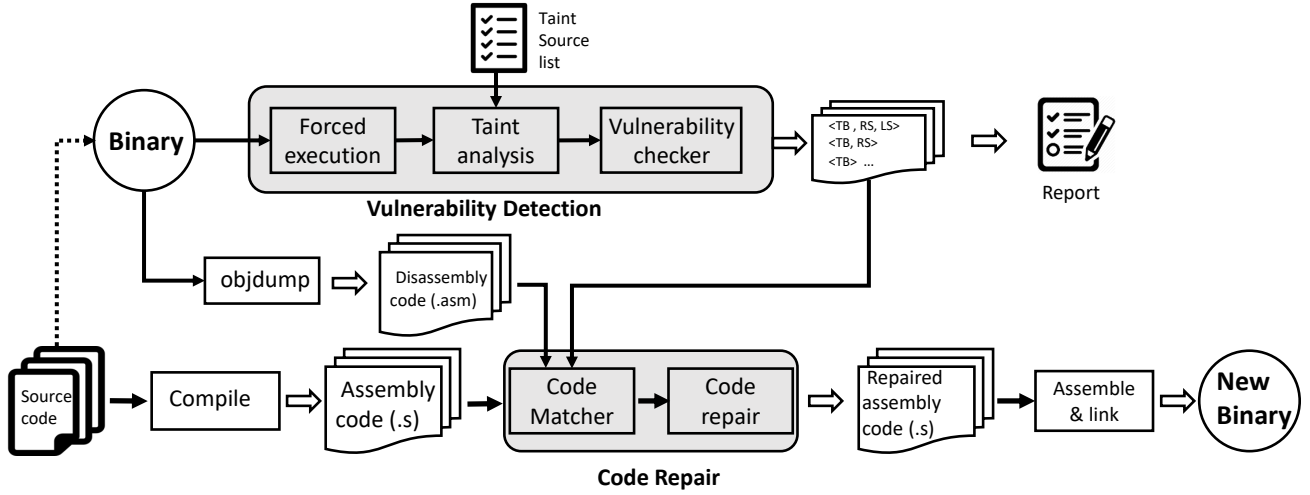 Taint
Source
list
Binary
Forced
execution
Taint
analysis
Vulnerability
checker
<TB , RS, LS>
<TB, RS>
<TB> ...
Report
Vulnerability Detection
objdump
Disassembly
code (.asm)
Source
code
Compile
Assembly
code (.s)
Code
Matcher
Code
repair
Repaired
assembly
code (.s)
Assemble
& link
New
Binary
Code Repair